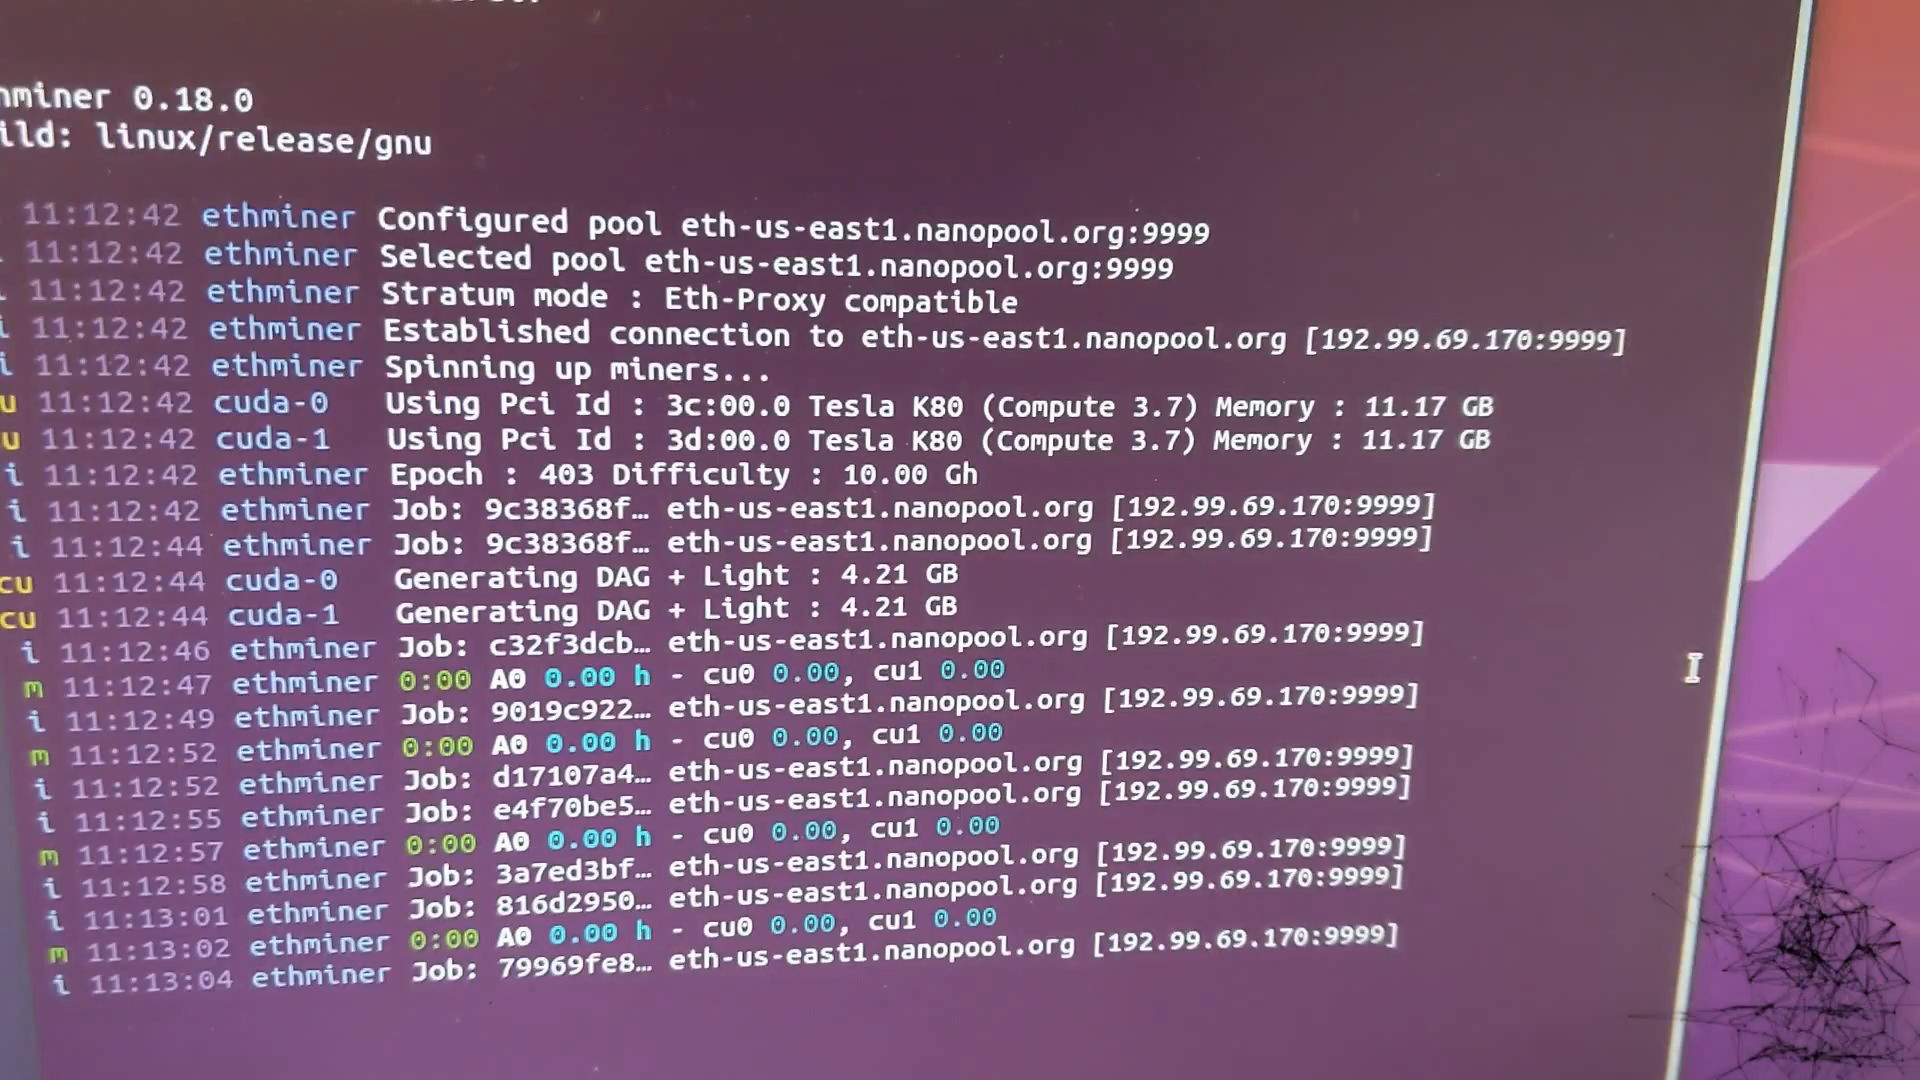 hminer 0.18.0
ild: linux/release/gnu
11:12:42 ethminer Configured pool eth-us-east1.nanopool.org:9999
11:12:42 ethminer Selected pool eth-us-east1.nanopool.org:9999
11:12:42 ethminer Stratum mode : Eth-Proxy compatible
i 11:12:42 ethminer Established connection to eth-us-east1.nanopool.org [192.99.69.170:9999]
i 11:12:42 ethminer Spinning up miners...
u 11:12:42 cuda-0 Using Pci Id : 3c:00.0 Tesla K80 (Compute 3.7) Memory : 11.17 GB
u 11:12:42 cuda-1 Using Pci Id : 3d:00.0 Tesla K80 (Compute 3.7) Memory : 11.17 GB
i 11:12:42 ethminer Epoch : 403 Difficulty : 10.00 Gh
i 11:12:42 ethminer Job: 9c38368f… eth-us-east1.nanopool.org [192.99.69.170:9999]
i 11:12:44 ethminer Job: 9c38368f… eth-us-east1.nanopool.org [192.99.69.170:9999]
cu 11:12:44 cuda-0 Generating DAG + Light : 4.21 GB
cu 11:12:44 cuda-1 Generating DAG + Light : 4.21 GB
i 11:12:46 ethminer Job: c32f3dcb… eth-us-east1.nanopool.org [192.99.69.170:9999]
m 11:12:47 ethminer 0:00 A0 0.00 h - cu0 0.00, cu1 0.00
i 11:12:49 ethminer Job: 9019c922… eth-us-east1.nanopool.org [192.99.69.170:9999]
m 11:12:52 ethminer 0:00 A0 0.00 h - cu0 0.00, cu1 0.00
i 11:12:52 ethminer Job: d17107a4… eth-us-east1.nanopool.org [192.99.69.170:9999]
i 11:12:55 ethminer Job: e4f70be5… eth-us-east1.nanopool.org [192.99.69.170:9999]
m 11:12:57 ethminer 0:00 A0 0.00 h - cu0 0.00, cu1 0.00
i 11:12:58 ethminer Job: 3a7ed3bf… eth-us-east1.nanopool.org [192.99.69.170:9999]
i 11:13:01 ethminer Job: 816d2950… eth-us-east1.nanopool.org [192.99.69.170:9999]
m 11:13:02 ethminer 0:00 A0 0.00 h - cu0 0.00, cu1 0.00
i 11:13:04 ethminer Job: 79969fe8… eth-us-east1.nanopool.org [192.99.69.170:9999]